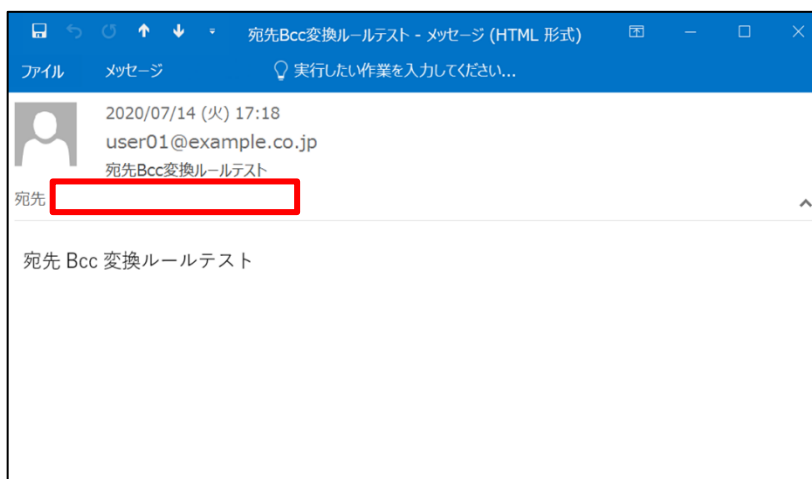 宛先Bcc変換ルールテスト - メッセージ (HTML 形式)
ファイル メッセージ 実行したい作業を入力してください...
2020/07/14 (火) 17:18
user01@example.co.jp
宛先Bcc変換ルールテスト
宛先
宛先 Bcc 変換ルールテスト